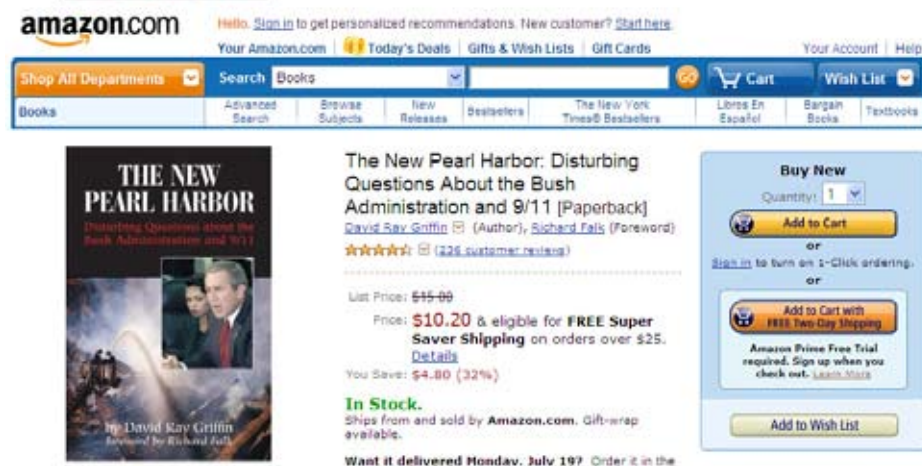 amazon.com
Hello. Sign in to get personalized recommendations. New customer? Start here.
Your Amazon.com Today's Deals Gifts & Wish Lists Gift Cards Your Account Help
Shop All Departments Search Books GO Cart Wish List
Books Advanced Search Browse Subjects New Releases Bestsellers The New York Times® Bestsellers Libros En Español Bargain Books Textbooks
THE NEW
PEARL HARBOR
Disturbing Questions about the
Bush Administration and 9/11
by David Ray Griffin
Foreword by Richard Falk
The New Pearl Harbor: Disturbing
Questions About the Bush
Administration and 9/11 [Paperback]
David Ray Griffin (Author), Richard Falk (Foreword)
(236 customer reviews)
List Price: $15.00
Price: $10.20 & eligible for FREE Super
Saver Shipping on orders over $25.
Details
You Save: $4.80 (32%)
In Stock.
Ships from and sold by Amazon.com. Gift-wrap
available.
Want it delivered Monday, July 19? Order it in the
Buy New
Quantity: 1
Add to Cart
or
Sign in to turn on 1-Click ordering.
or
Add to Cart with
FREE Two-Day Shipping
Amazon Prime Free Trial
required. Sign up when you
check out. Learn More
Add to Wish List